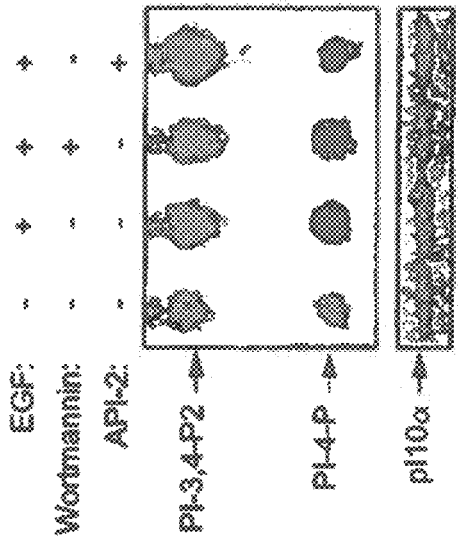 EGF: - + + +
Wortmannin: - - + -
API-2: - - - +
PI-3,4-P2
PI-4-P
p110α